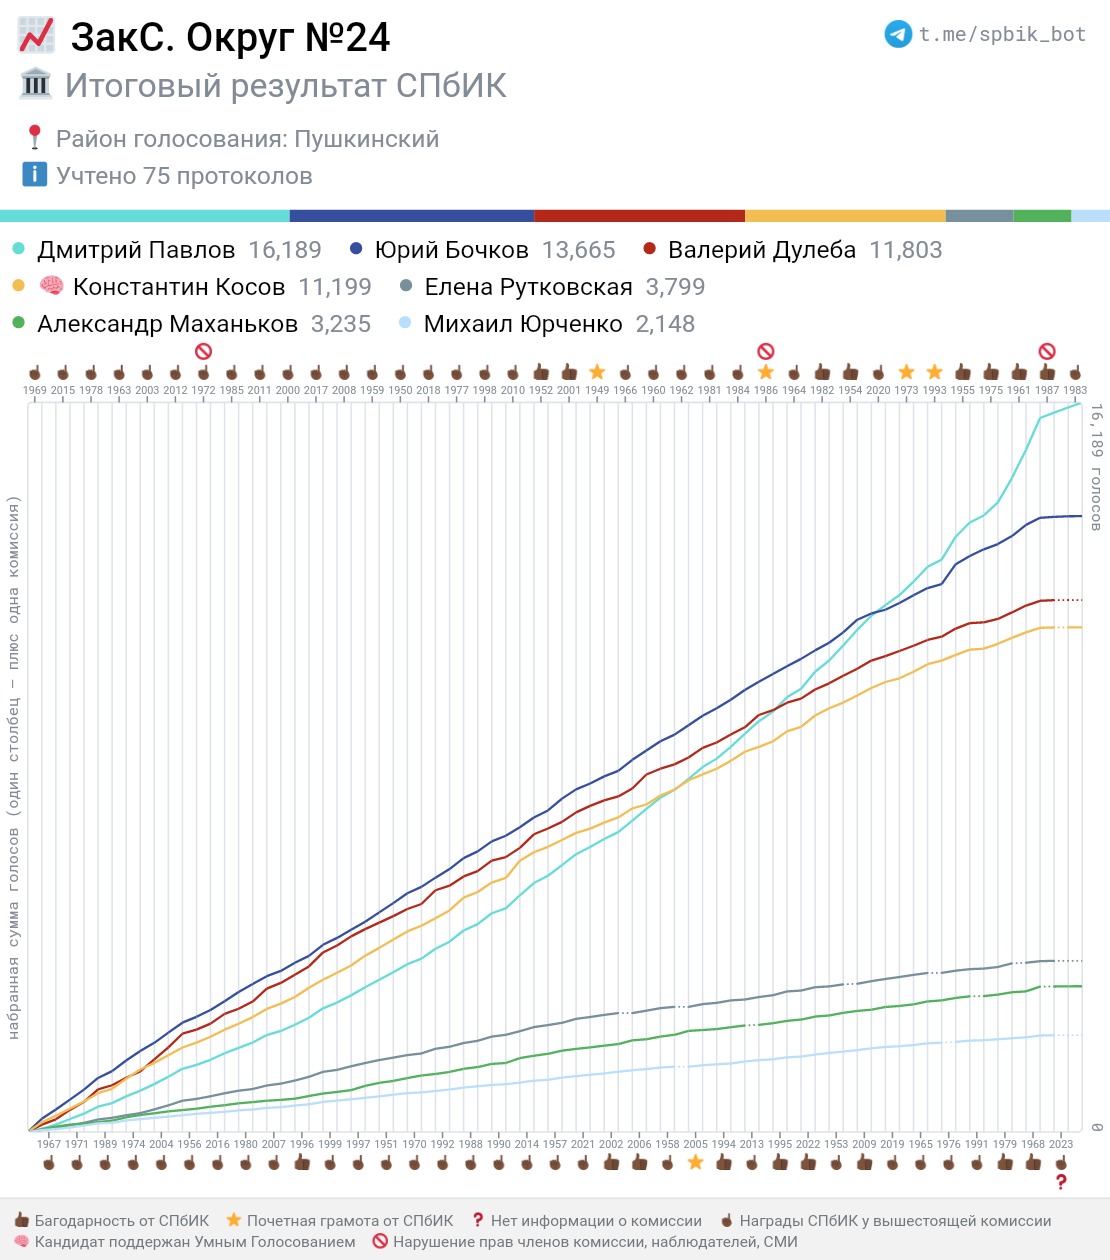 ЗакС. Округ №24
t.me/spbik_bot
Итоговый результат СПбИК
Район голосования: Пушкинский
Учтено 75 протоколов
Дмитрий Павлов 16,189 Юрий Бочков 13,665 Валерий Дулеба 11,803
Константин Косов 11,199 Елена Рутковская 3,799
Александр Маханьков 3,235 Михаил Юрченко 2,148
1969 2015 1978 1963 2003 2012 1972 1985 2011 2000 2017 2008 1959 1950 2018 1977 1998 2010 1952 2001 1949 1966 1960 1962 1981 1984 1986 1964 1982 1954 2020 1973 1993 1955 1975 1961 1987 1983
16,189 голосов
набранная сумма голосов (один столбец — плюс одна комиссия)
0
1967 1971 1989 1974 2004 1956 2016 1980 2007 1996 1999 1997 1951 1970 1992 1988 1990 2014 1957 2021 2002 2006 1958 2005 1994 2013 1995 2022 1953 2009 2019 1965 1976 1991 1979 1968 2023
Багодарность от СПбИК Почетная грамота от СПбИК Нет информации о комиссии Награды СПбИК у вышестоящей комиссии
Кандидат поддержан Умным Голосованием Нарушение прав членов комиссии, наблюдателей, СМИ